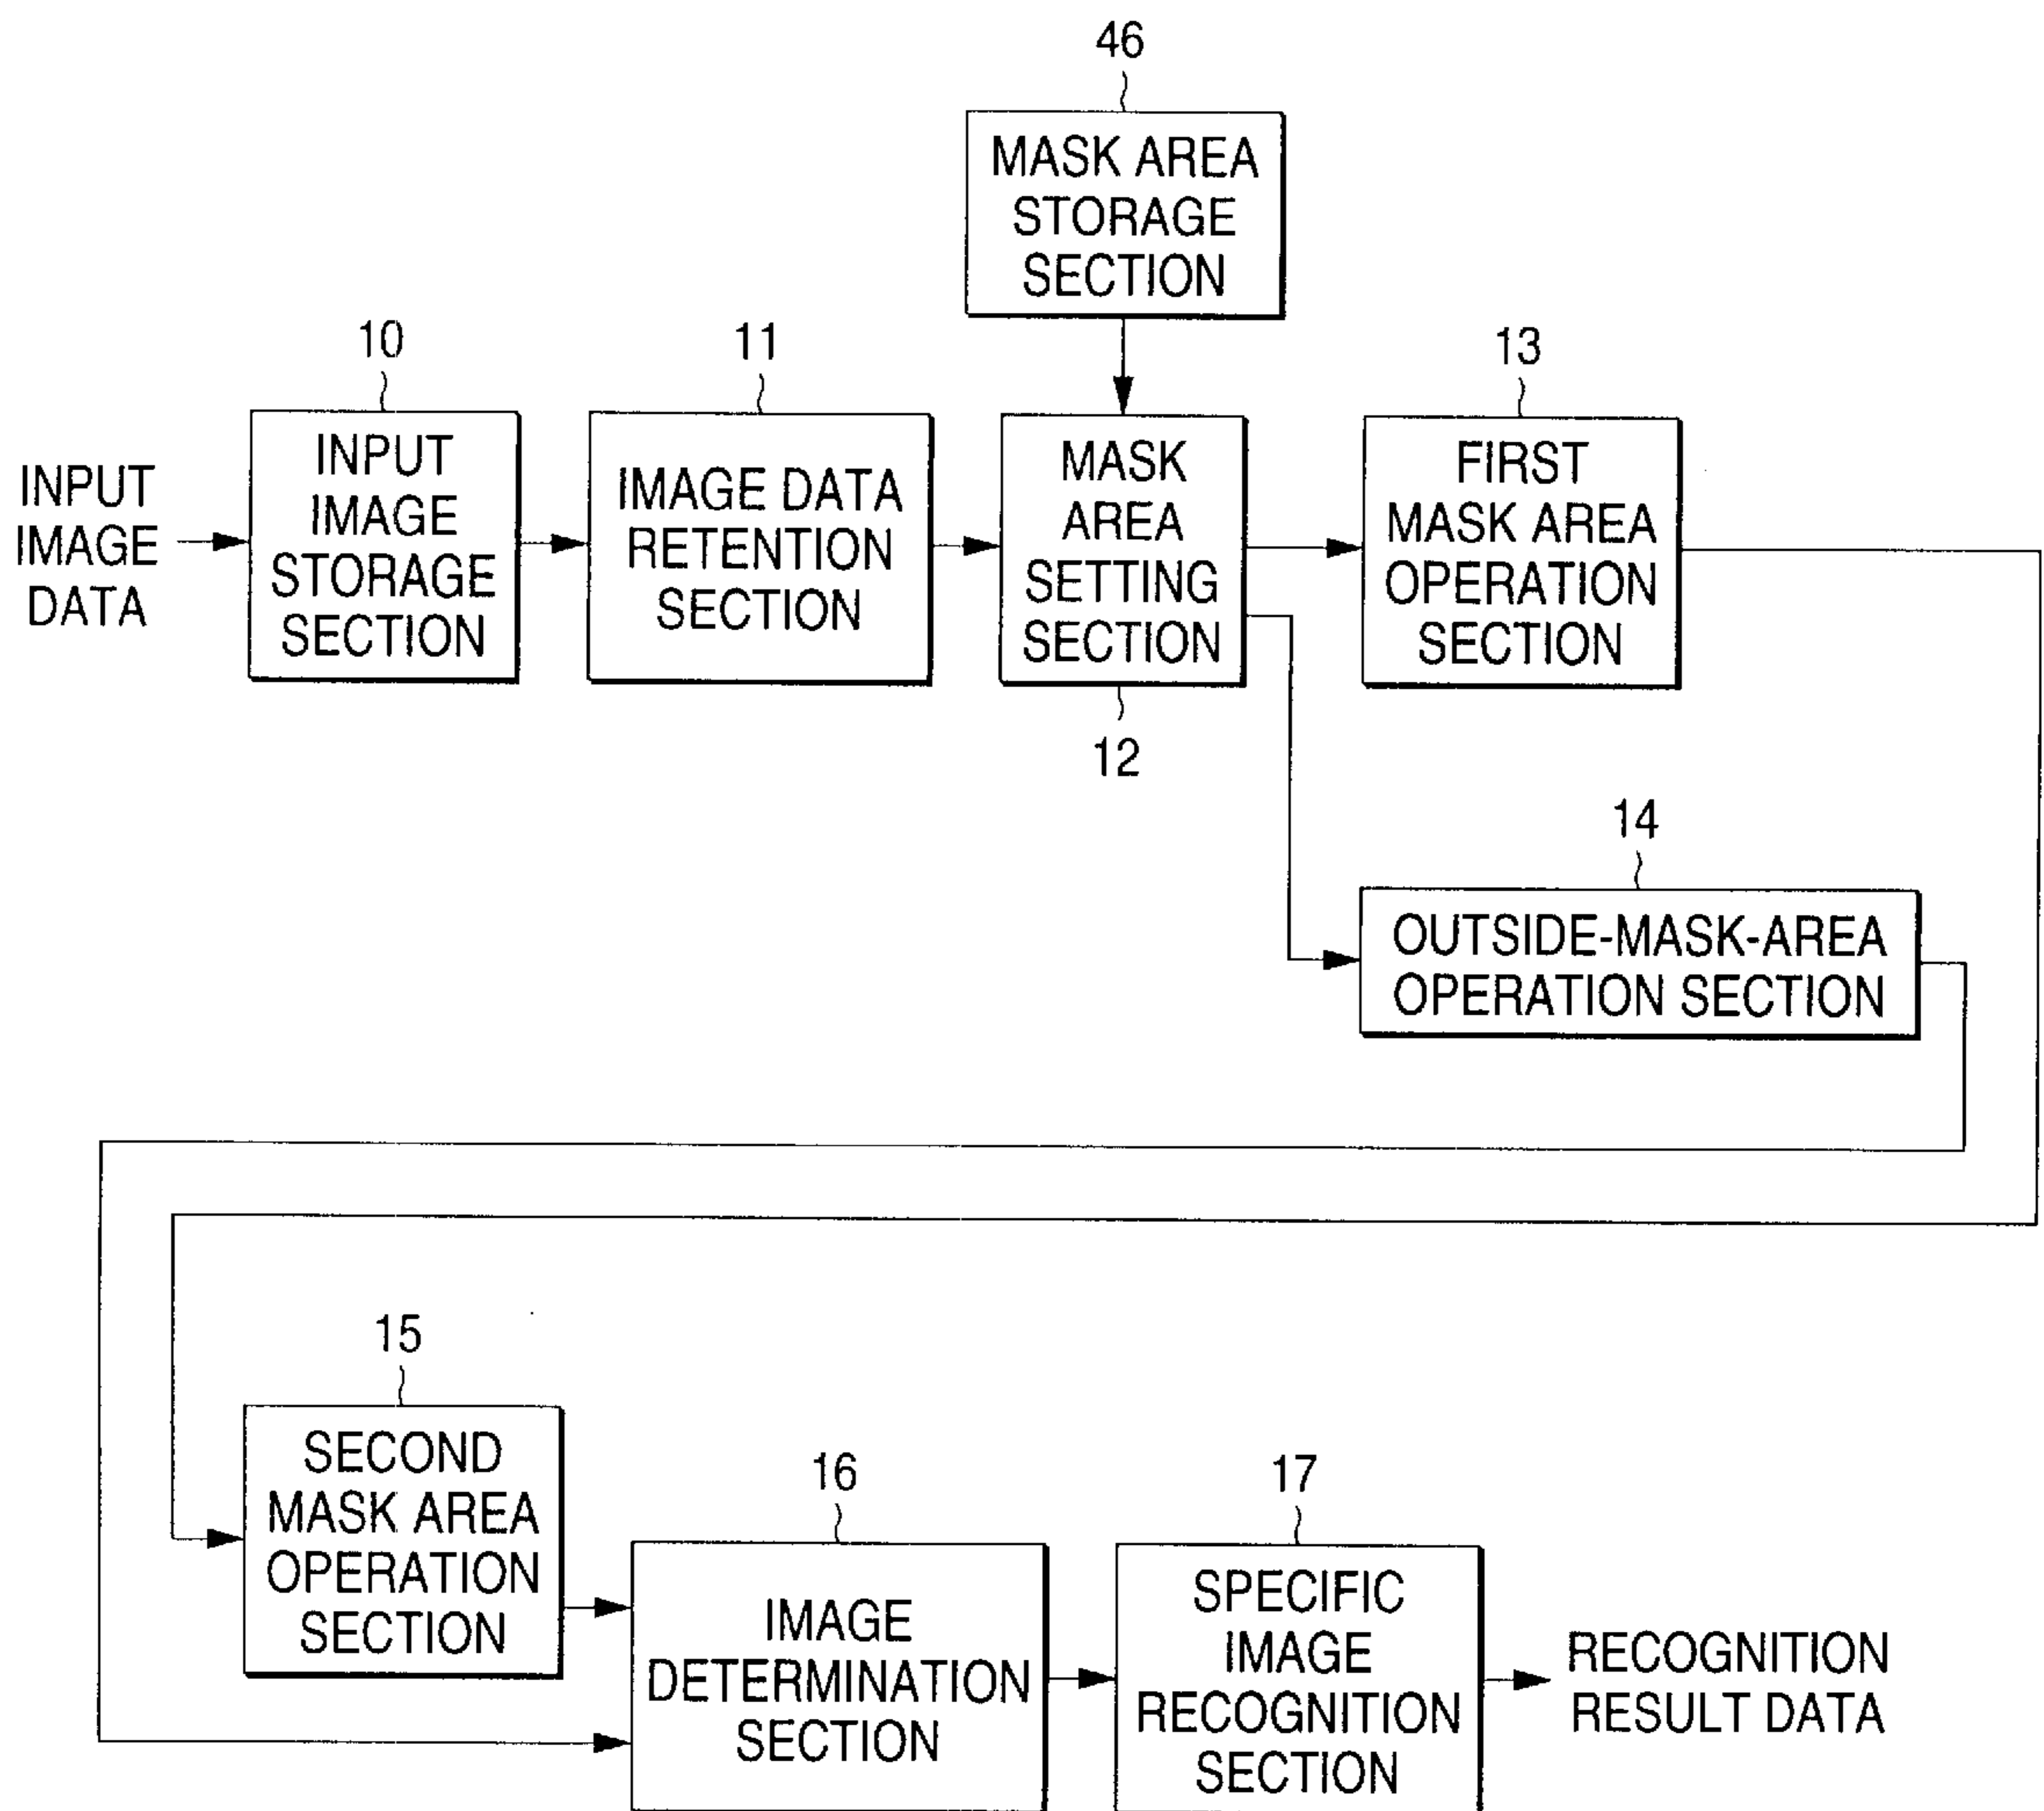 46
MASK AREA
STORAGE
SECTION
10
11
13
INPUT
IMAGE
DATA
INPUT
IMAGE
STORAGE
SECTION
IMAGE DATA
RETENTION
SECTION
MASK
AREA
SETTING
SECTION
12
FIRST
MASK AREA
OPERATION
SECTION
14
OUTSIDE-MASK-AREA
OPERATION SECTION
15
SECOND
MASK AREA
OPERATION
SECTION
16
IMAGE
DETERMINATION
SECTION
17
SPECIFIC
IMAGE
RECOGNITION
SECTION
RECOGNITION
RESULT DATA